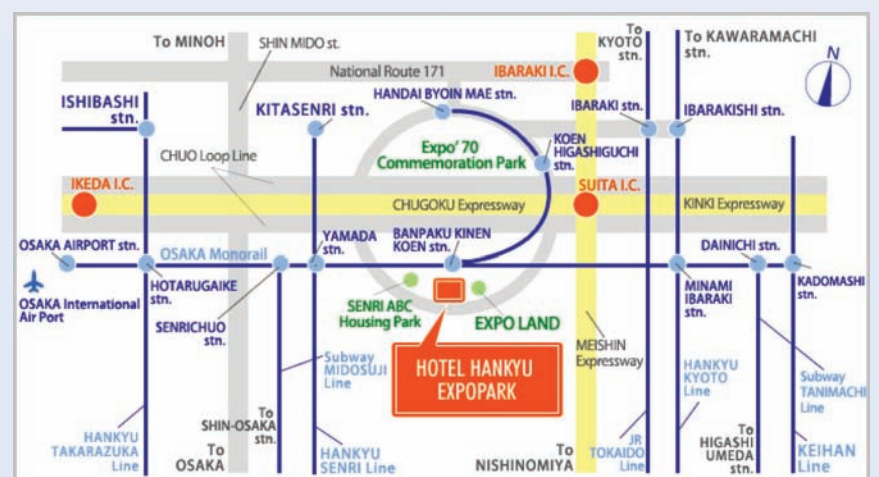 To MINOH
SHIN MIDO st.
To
KYOTO
stn.
To KAWARAMACHI
stn.
N
National Route 171
IBARAKI I.C.
ISHIBASHI
stn.
KITASENRI stn.
HANDAI BYOIN MAE stn.
IBARAKI stn.
IBARAKISHI stn.
Expo' 70
Commemoration Park
KOEN
HIGASHIGUCHI
stn.
CHUO Loop Line
IKEDA I.C.
SUITA I.C.
CHUGOKU Expressway
KINKI Expressway
OSAKA AIRPORT stn.
OSAKA Monorail
YAMADA
stn.
BANPAKU KINEN
KOEN stn.
DAINICHI stn.
OSAKA International
Air Port
HOTARUGAIKE
stn.
SENRICHUO
stn.
SENRI ABC
Housing Park
EXPO LAND
MINAMI
IBARAKI
stn.
KADOMASHI
stn.
HOTEL HANKYU
EXPOPARK
MEISHIN
Expressway
Subway
MIDOSUJI
Line
HANKYU
KYOTO
Line
Subway
TANIMACHI
Line
HANKYU
TAKARAZUKA
Line
To
OSAKA
To
SHIN-OSAKA
stn.
HANKYU
SENRI Line
To
NISHINOMIYA
JR
TOKAIDO
Line
To
HIGASHI
UMEDA
stn.
KEIHAN
Line